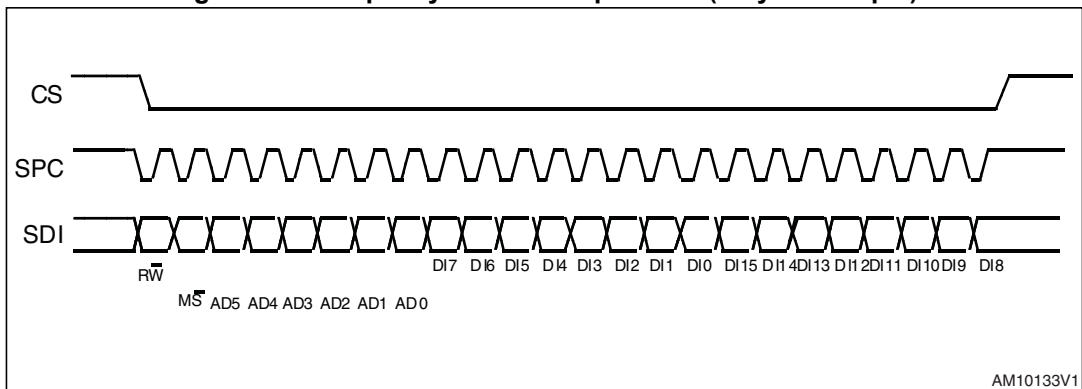 CS
SPC
SDI
RW̅
DI7 DI6 DI5 DI4 DI3 DI2 DI1 DI0 DI15 DI14 DI13 DI12 DI11 DI10 DI9 DI8
MS̅ AD5 AD4 AD3 AD2 AD1 AD0
AM10133V1